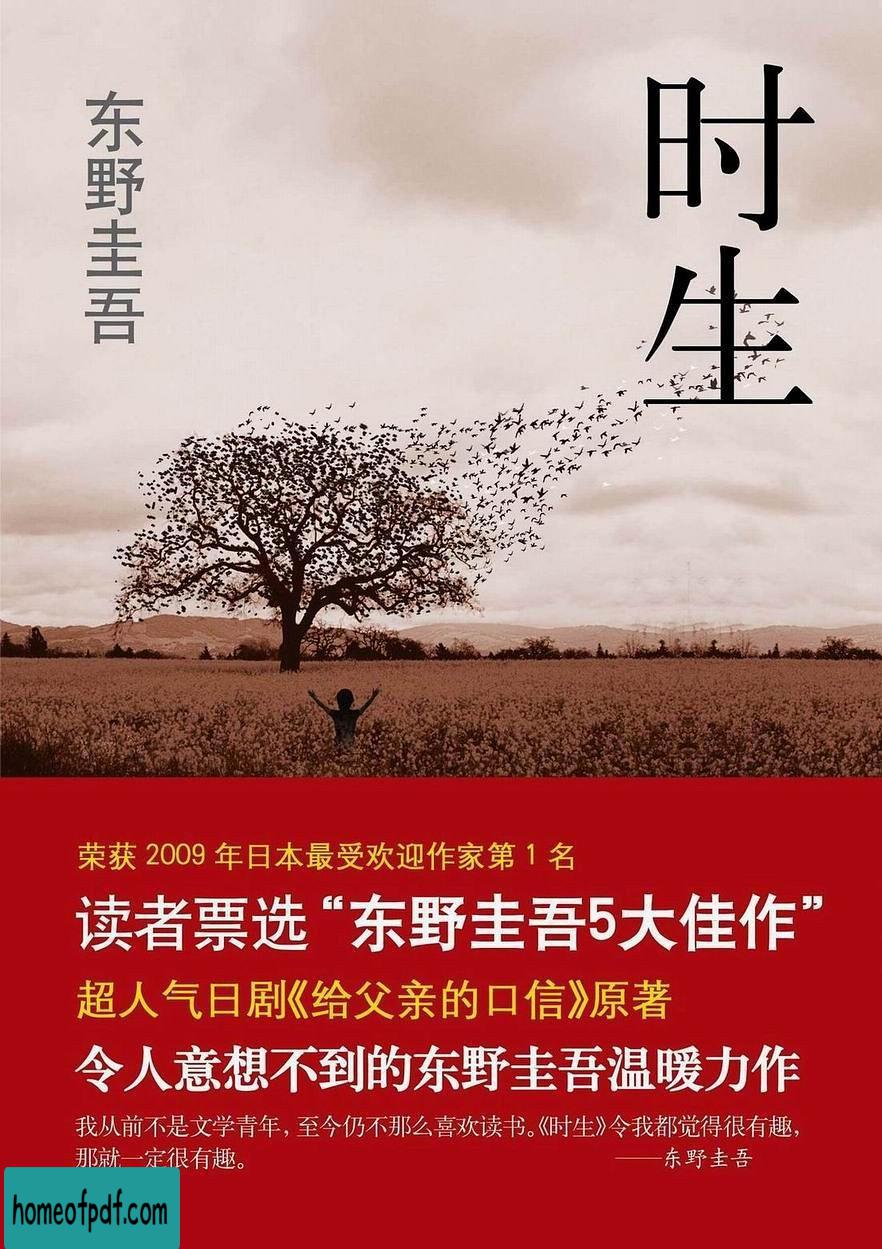 时生
东野圭吾
荣获 2009 年日本最受欢迎作家第 1 名
读者票选“东野圭吾5大佳作”
超人气日剧《给父亲的口信》原著
令人意想不到的东野圭吾温暖力作
我从前不是文学青年，至今仍不那么喜欢读书。《时生》令我都觉得很有趣，
那就一定很有趣。 ——东野圭吾
homeofpdf.com